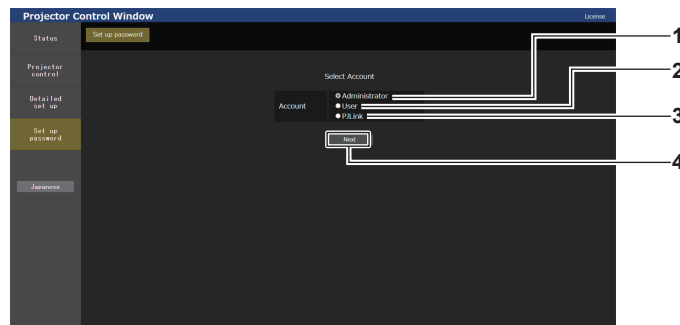 Projector Control Window
License
Status
Set up password
Projector
control
Select Account
Detailed
set up
Account
Administrator
User
PJLink
Set up
password
Next
Japanese
1
2
3
4